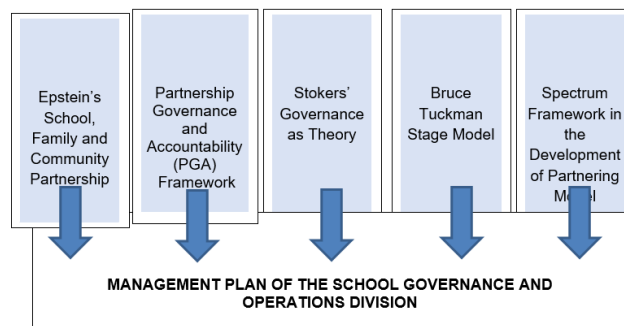 Epstein's
School,
Family and
Community
Partnership
Partnership
Governance
and
Accountability
(PGA)
Framework
Stokers'
Governance
as Theory
Bruce
Tuckman
Stage Model
Spectrum
Framework in
the
Development
of Partnering
Model
MANAGEMENT PLAN OF THE SCHOOL GOVERNANCE AND
OPERATIONS DIVISION